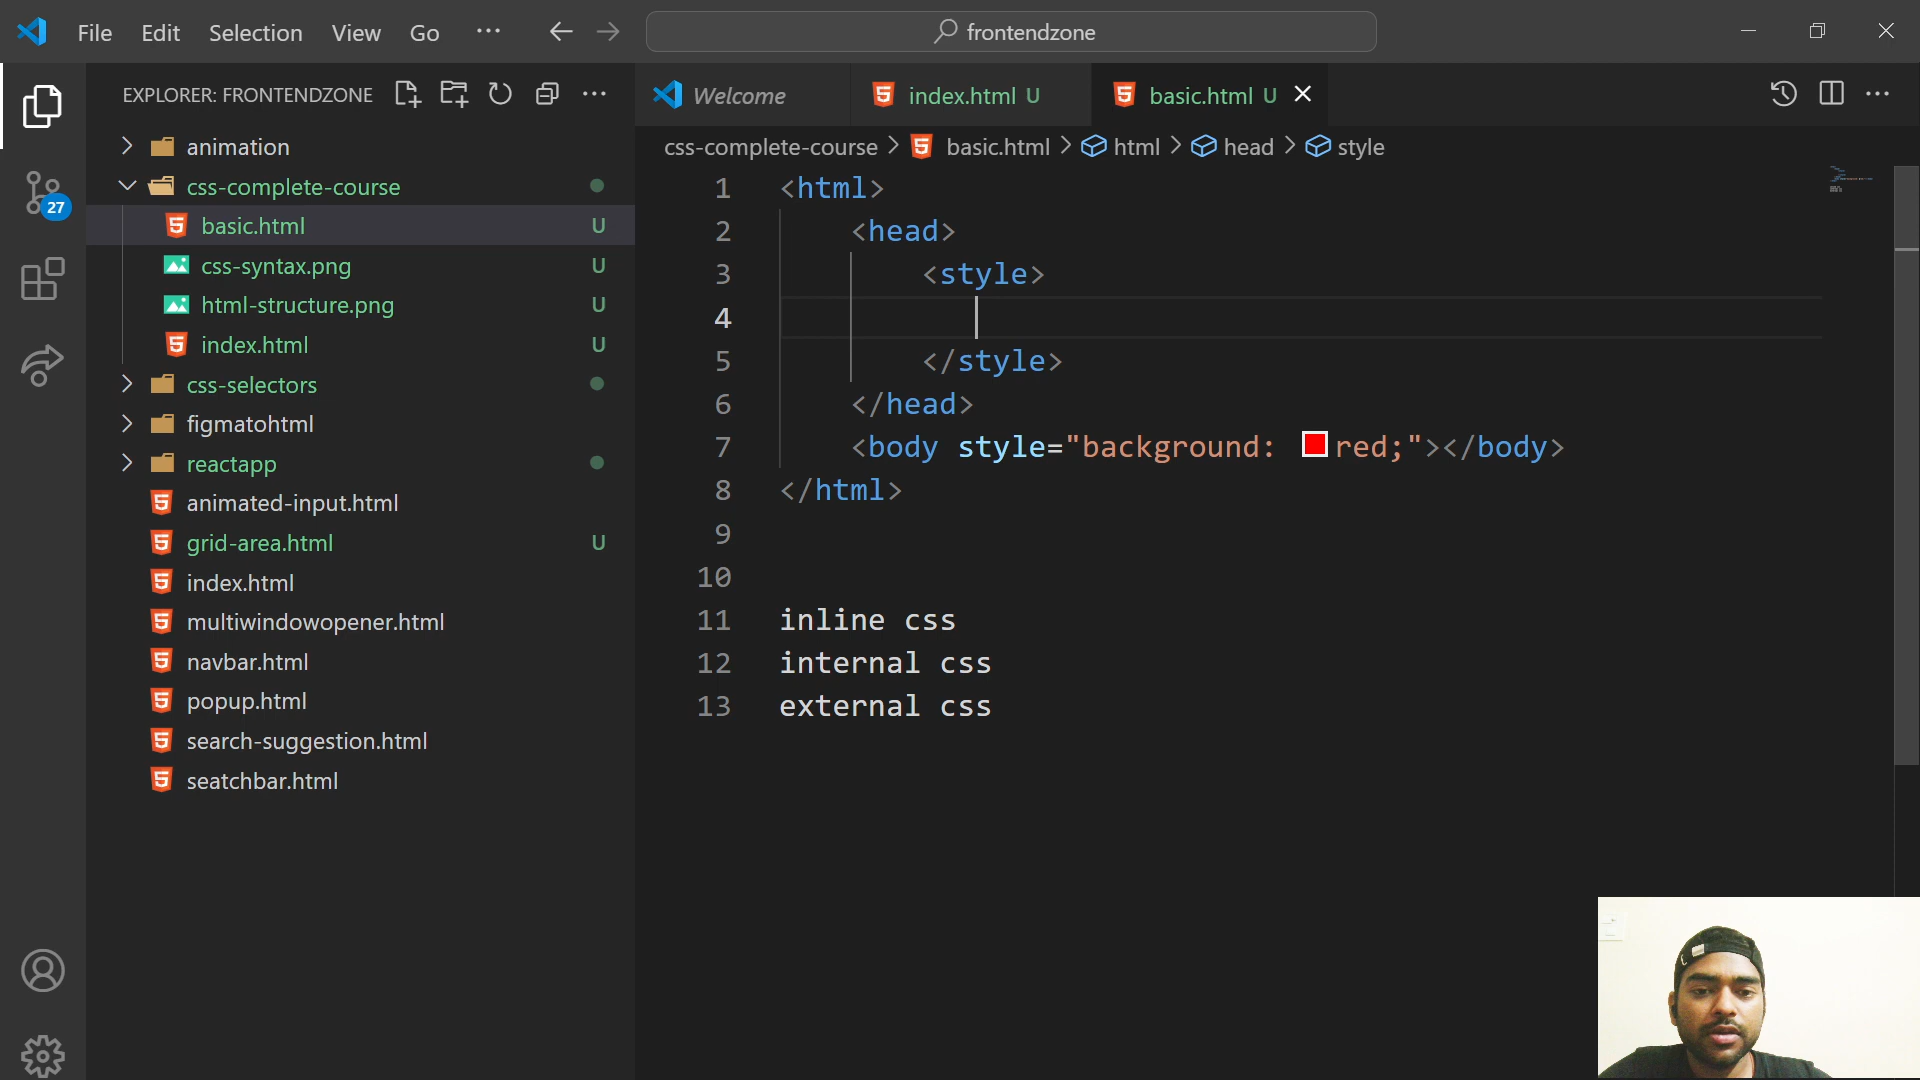 File Edit Selection View Go ··· frontendzone
EXPLORER: FRONTENDZONE ···
Welcome index.html U basic.html U ···
css-complete-course > basic.html > html > head > style
animation
css-complete-course
basic.html U
css-syntax.png U
html-structure.png U
index.html U
css-selectors
figmatohtml
reactapp
animated-input.html
grid-area.html U
index.html
multiwindowopener.html
navbar.html
popup.html
search-suggestion.html
seatchbar.html
27
1 <html>
2 <head>
3 <style>
4
5 </style>
6 </head>
7 <body style="background: red;"></body>
8 </html>
9
10
11 inline css
12 internal css
13 external css